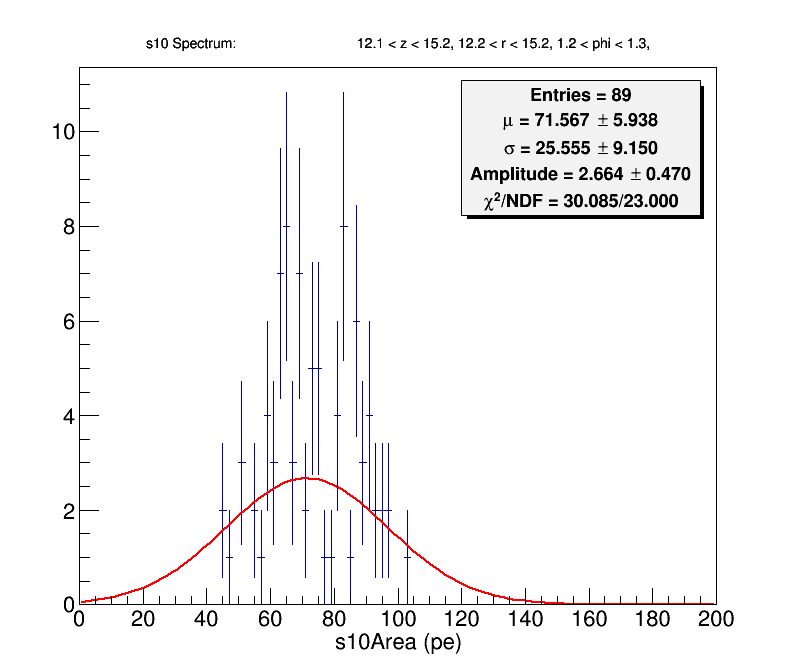 s10 Spectrum: 12.1 < z < 15.2, 12.2 < r < 15.2, 1.2 < phi < 1.3,
Entries = 89
μ = 71.567 ± 5.938
σ = 25.555 ± 9.150
Amplitude = 2.664 ± 0.470
χ²/NDF = 30.085/23.000
10
8
6
4
2
0
0 20 40 60 80 100 120 140 160 180 200
s10Area (pe)